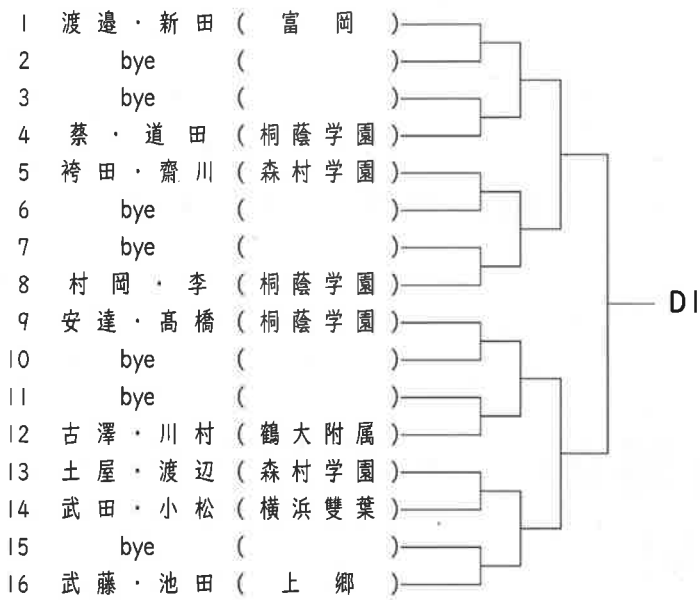 1 渡邉・新田 ( 富岡 )
2 bye ( )
3 bye ( )
4 蔡・道田 ( 桐蔭学園 )
5 袴田・齋川 ( 森村学園 )
6 bye ( )
7 bye ( )
8 村岡・李 ( 桐蔭学園 )
9 安達・髙橋 ( 桐蔭学園 )
D1
10 bye ( )
11 bye ( )
12 古澤・川村 ( 鶴大附属 )
13 土屋・渡辺 ( 森村学園 )
14 武田・小松 ( 横浜雙葉 )
15 bye ( )
16 武藤・池田 ( 上郷 )